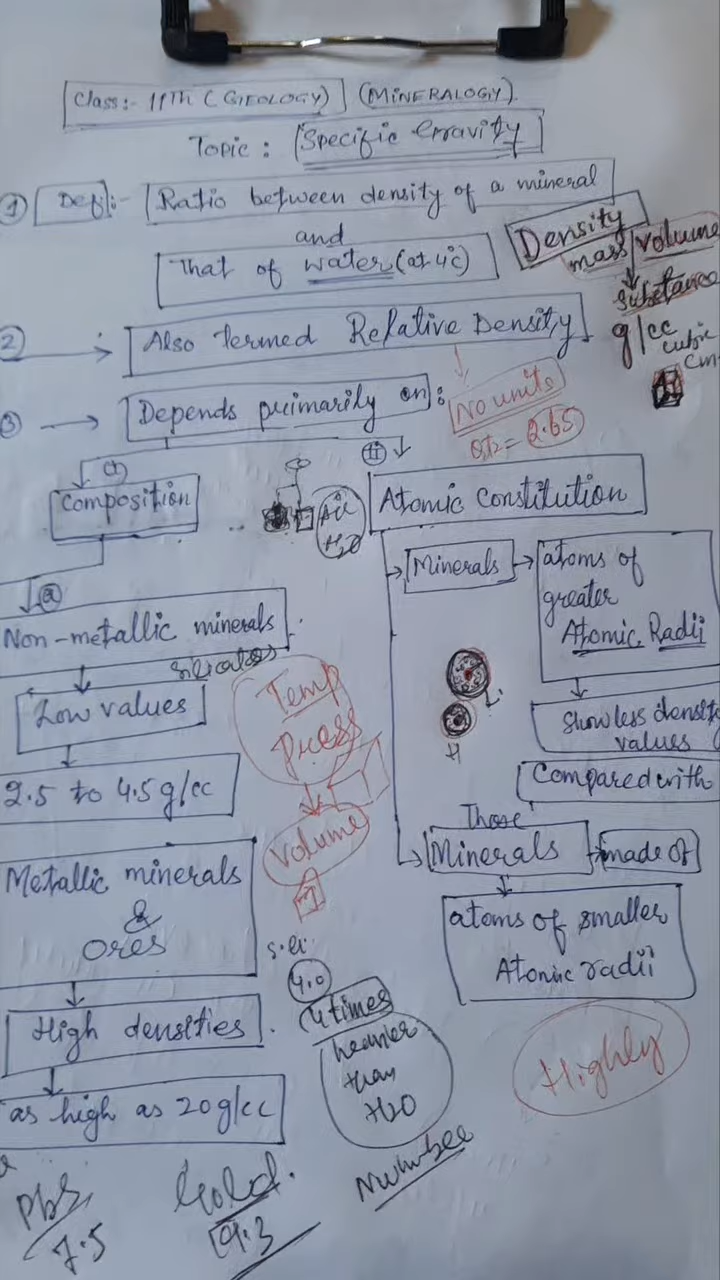 Class:- 11TH (GEOLOGY) (MINERALOGY).
Topic: Specific Gravity
① Def:- Ratio between density of a mineral
and
That of water (at 4°C)
Density
mass/volume
substance
g/cc
cubic
cm
② Also termed Relative Density
No units
Qtz = 2.65
③ Depends primarily on:
(i) Composition
Air
H2O
(a)
Non-metallic minerals
silicates
Low values
2.5 to 4.5 g/cc
Metallic minerals
&
Ores
High densities
as high as 20 g/cc
PbS
7.5
Gold
19.3
Temp
press
Volume
4.0
4 times
heavier
than
H2O
Number
(ii) Atomic constitution
Minerals
atoms of
greater
Atomic Radii
Li
H
Show less density
values
Compared with
Those
Minerals
made of
atoms of smaller
Atomic radii
Highly